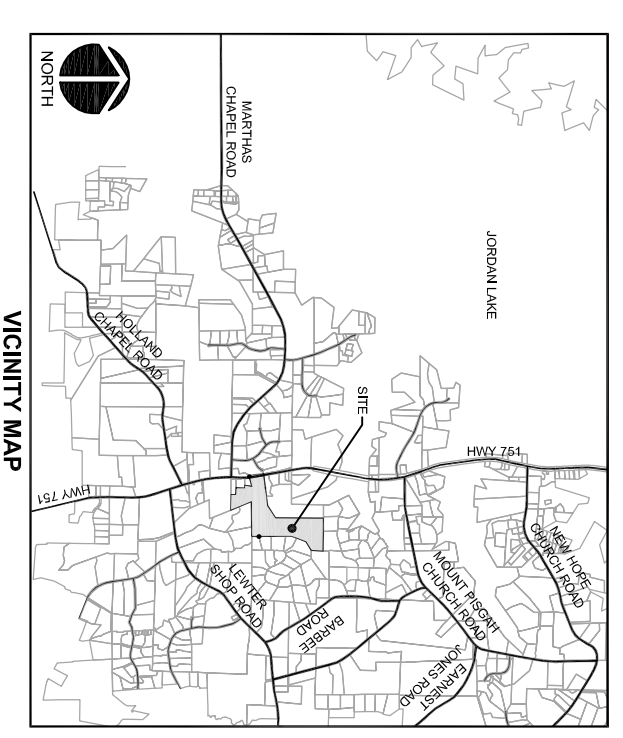 NORTH
MARTHAS
CHAPEL ROAD
JORDAN LAKE
HOLLAND
CHAPEL ROAD
SITE
HWY 751
HWY 751
NEW HOPE
CHURCH ROAD
MOUNT PISGAH
CHURCH ROAD
LEWTER
SHOP ROAD
BARBEE
ROAD
EARNEST
JONES ROAD
VICINITY MAP